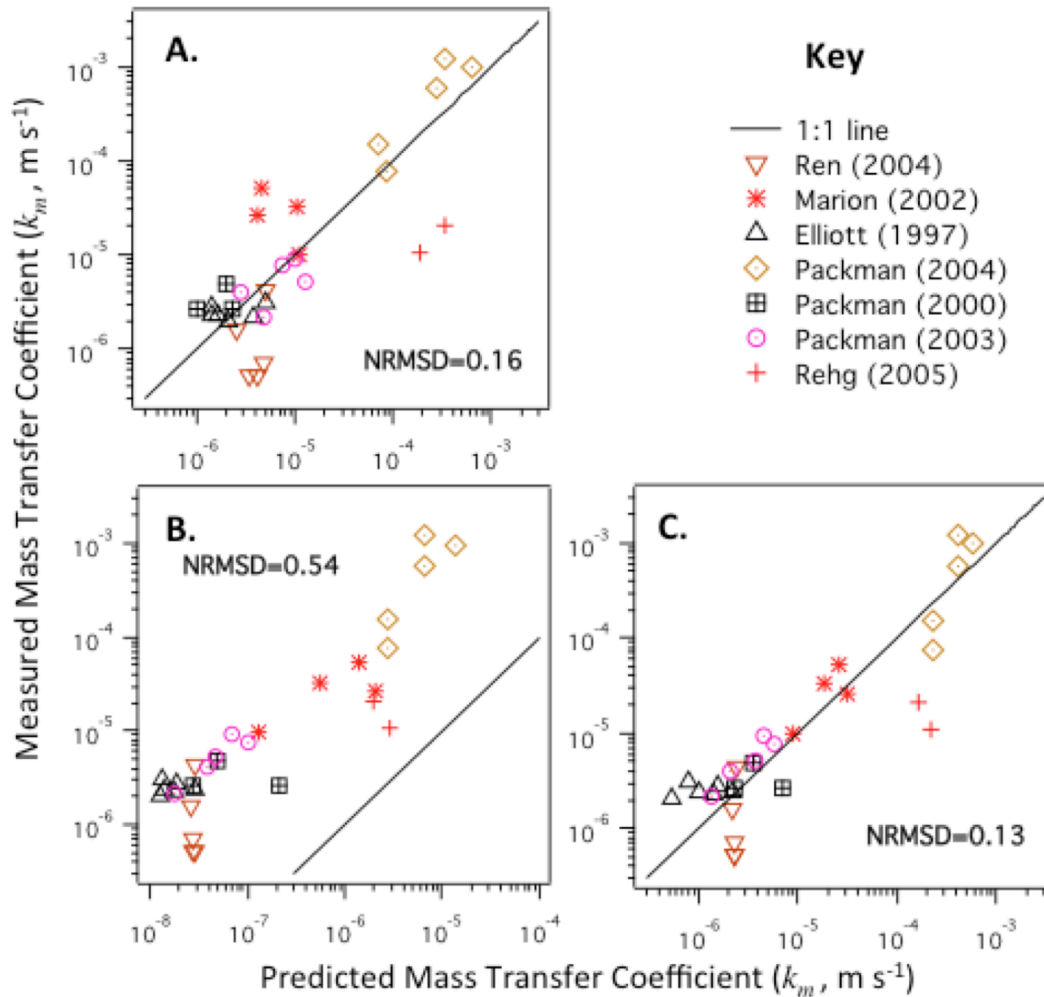 Measured Mass Transfer Coefficient (k_m, m s⁻¹)
A.
10⁻³
10⁻⁴
10⁻⁵
10⁻⁶
NRMSD=0.16
10⁻⁶ 10⁻⁵ 10⁻⁴ 10⁻³
Key
1:1 line
Ren (2004)
Marion (2002)
Elliott (1997)
Packman (2004)
Packman (2000)
Packman (2003)
Rehg (2005)
B.
NRMSD=0.54
10⁻³
10⁻⁴
10⁻⁵
10⁻⁶
10⁻⁸ 10⁻⁷ 10⁻⁶ 10⁻⁵ 10⁻⁴
C.
10⁻³
10⁻⁴
10⁻⁵
10⁻⁶
NRMSD=0.13
10⁻⁶ 10⁻⁵ 10⁻⁴ 10⁻³
Predicted Mass Transfer Coefficient (k_m, m s⁻¹)